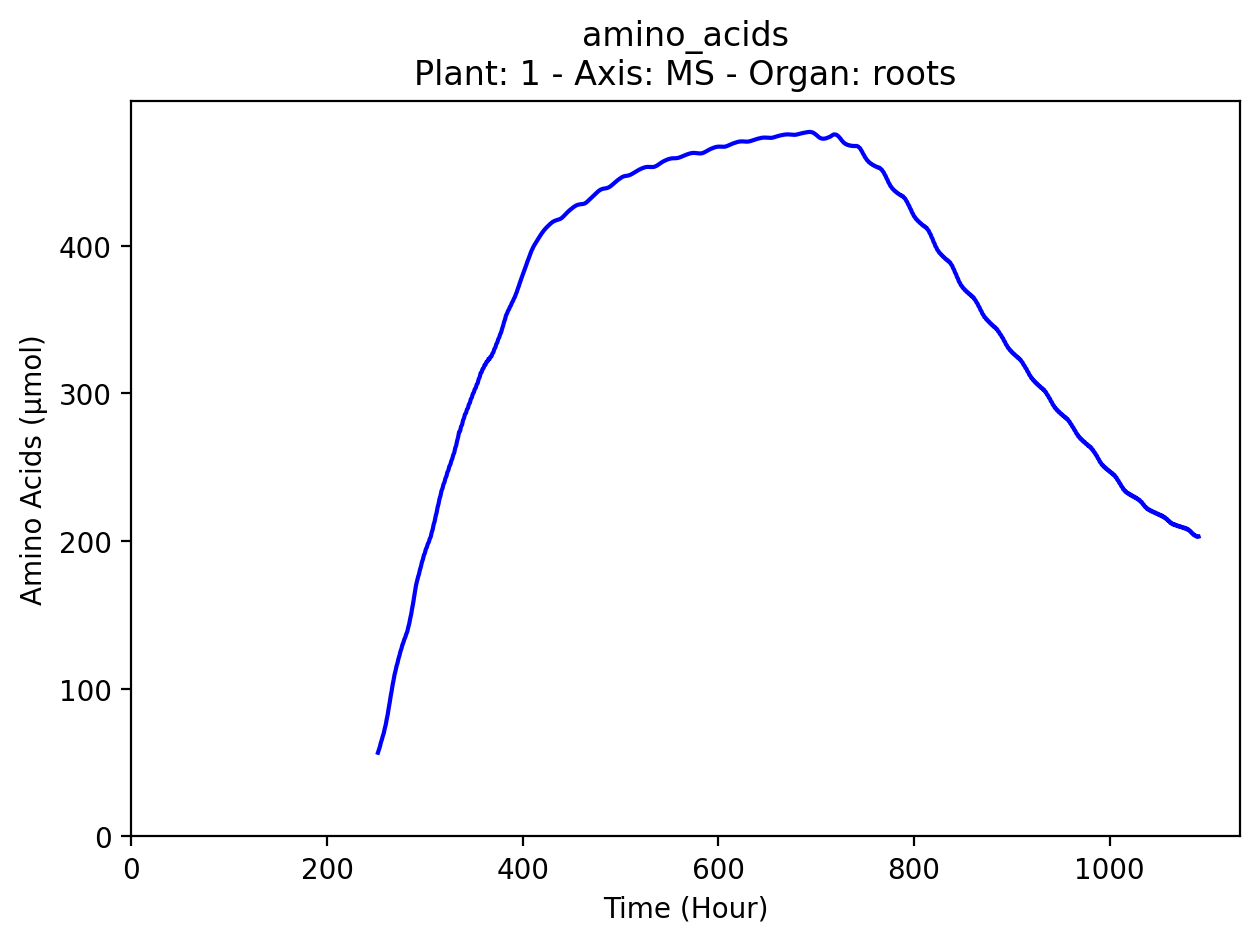 amino_acids
Plant: 1 - Axis: MS - Organ: roots
Amino Acids (µmol)
400
300
200
100
0
0 200 400 600 800 1000
Time (Hour)